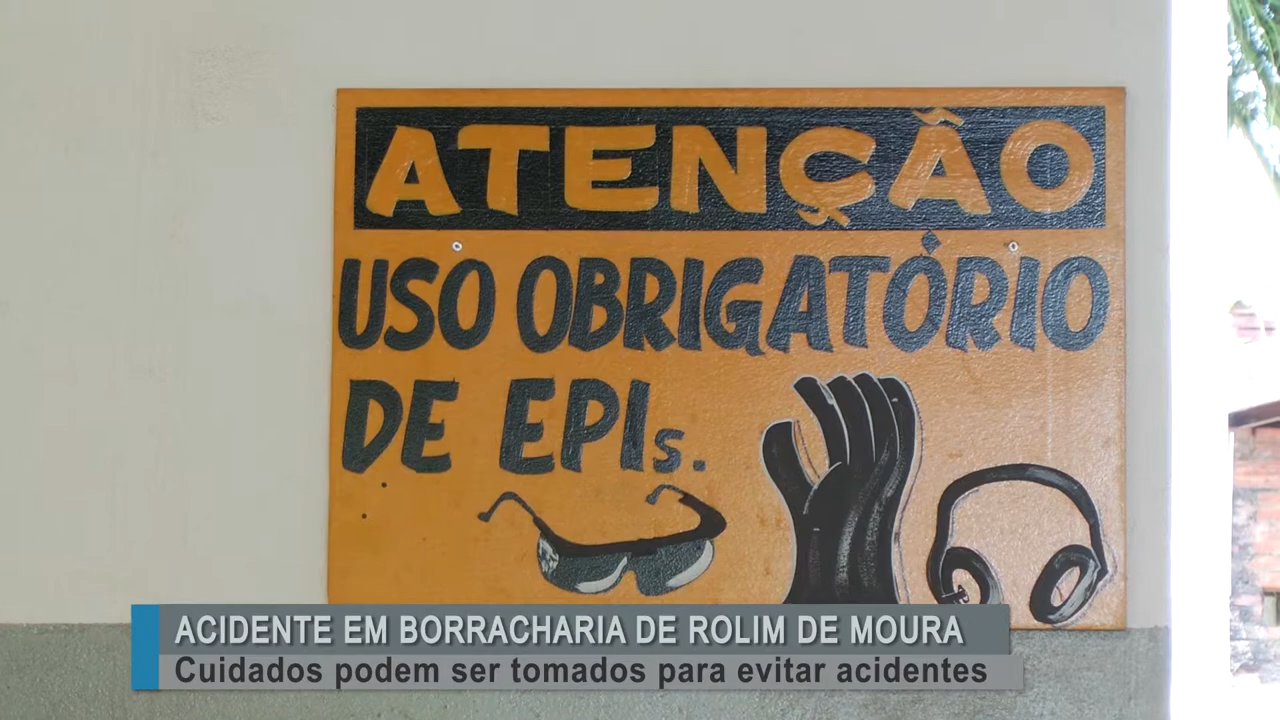 ATENÇÃO
USO OBRIGATÓRIO
DE EPIs.
ACIDENTE EM BORRACHARIA DE ROLIM DE MOURA
Cuidados podem ser tomados para evitar acidentes